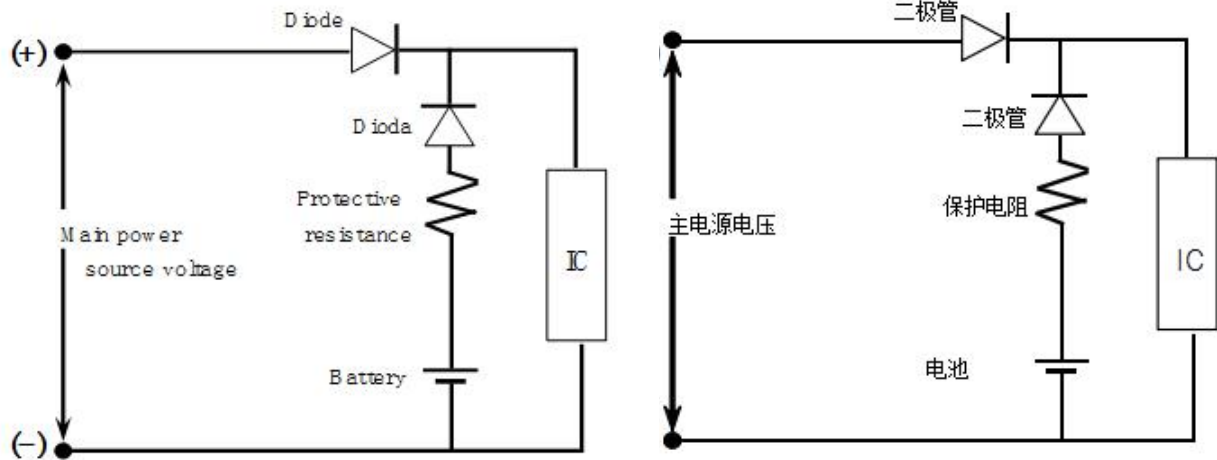 Diode
(+)
Dioda
Protective
resistance
Main power
source voltage
IC
Battery
(−)
二极管
二极管
保护电阻
主电源电压
IC
电池